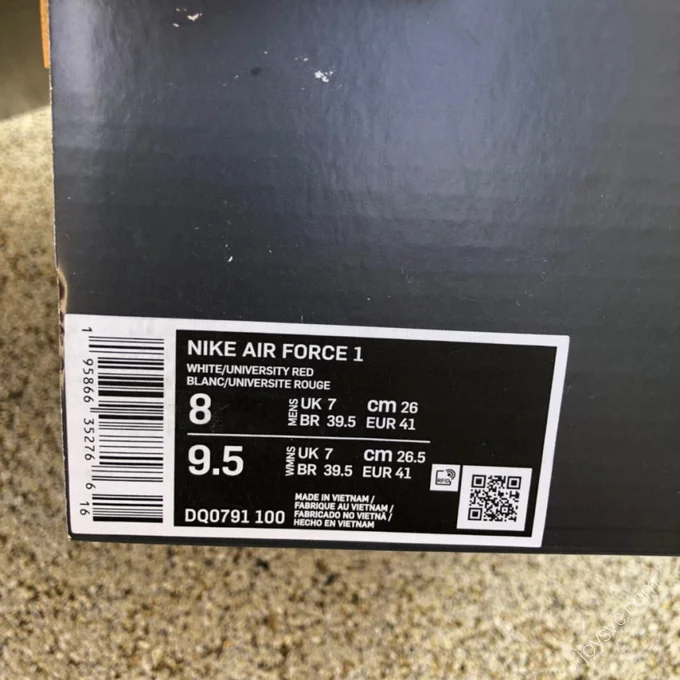 1 95866 35276 6 16
NIKE AIR FORCE 1
WHITE/UNIVERSITY RED
BLANC/UNIVERSITE ROUGE
8 MENS UK 7 cm 26
BR 39.5 EUR 41
9.5 WMNS UK 7 cm 26.5
BR 39.5 EUR 41
RFID
DQ0791 100
MADE IN VIETNAM /
FABRIQUE AU VIETNAM /
FABRICADO NO VIETNÃ /
HECHO EN VIETNAM
joysvc.com